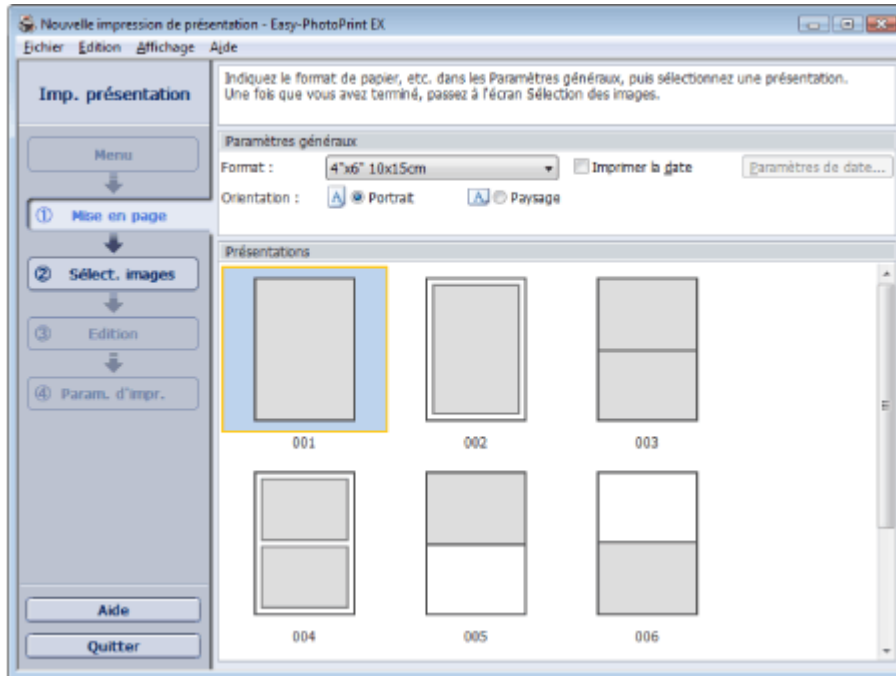 Nouvelle impression de présentation - Easy-PhotoPrint EX
Fichier Edition Affichage Aide
Imp. présentation
Indiquez le format de papier, etc. dans les Paramètres généraux, puis sélectionnez une présentation.
Une fois que vous avez terminé, passez à l'écran Sélection des images.
Menu
① Mise en page
② Sélect. images
③ Edition
④ Param. d'impr.
Aide
Quitter
Paramètres généraux
Format : 4"x6" 10x15cm Imprimer la date Paramètres de date...
Orientation : A Portrait A Paysage
Présentations
001 002 003
004 005 006